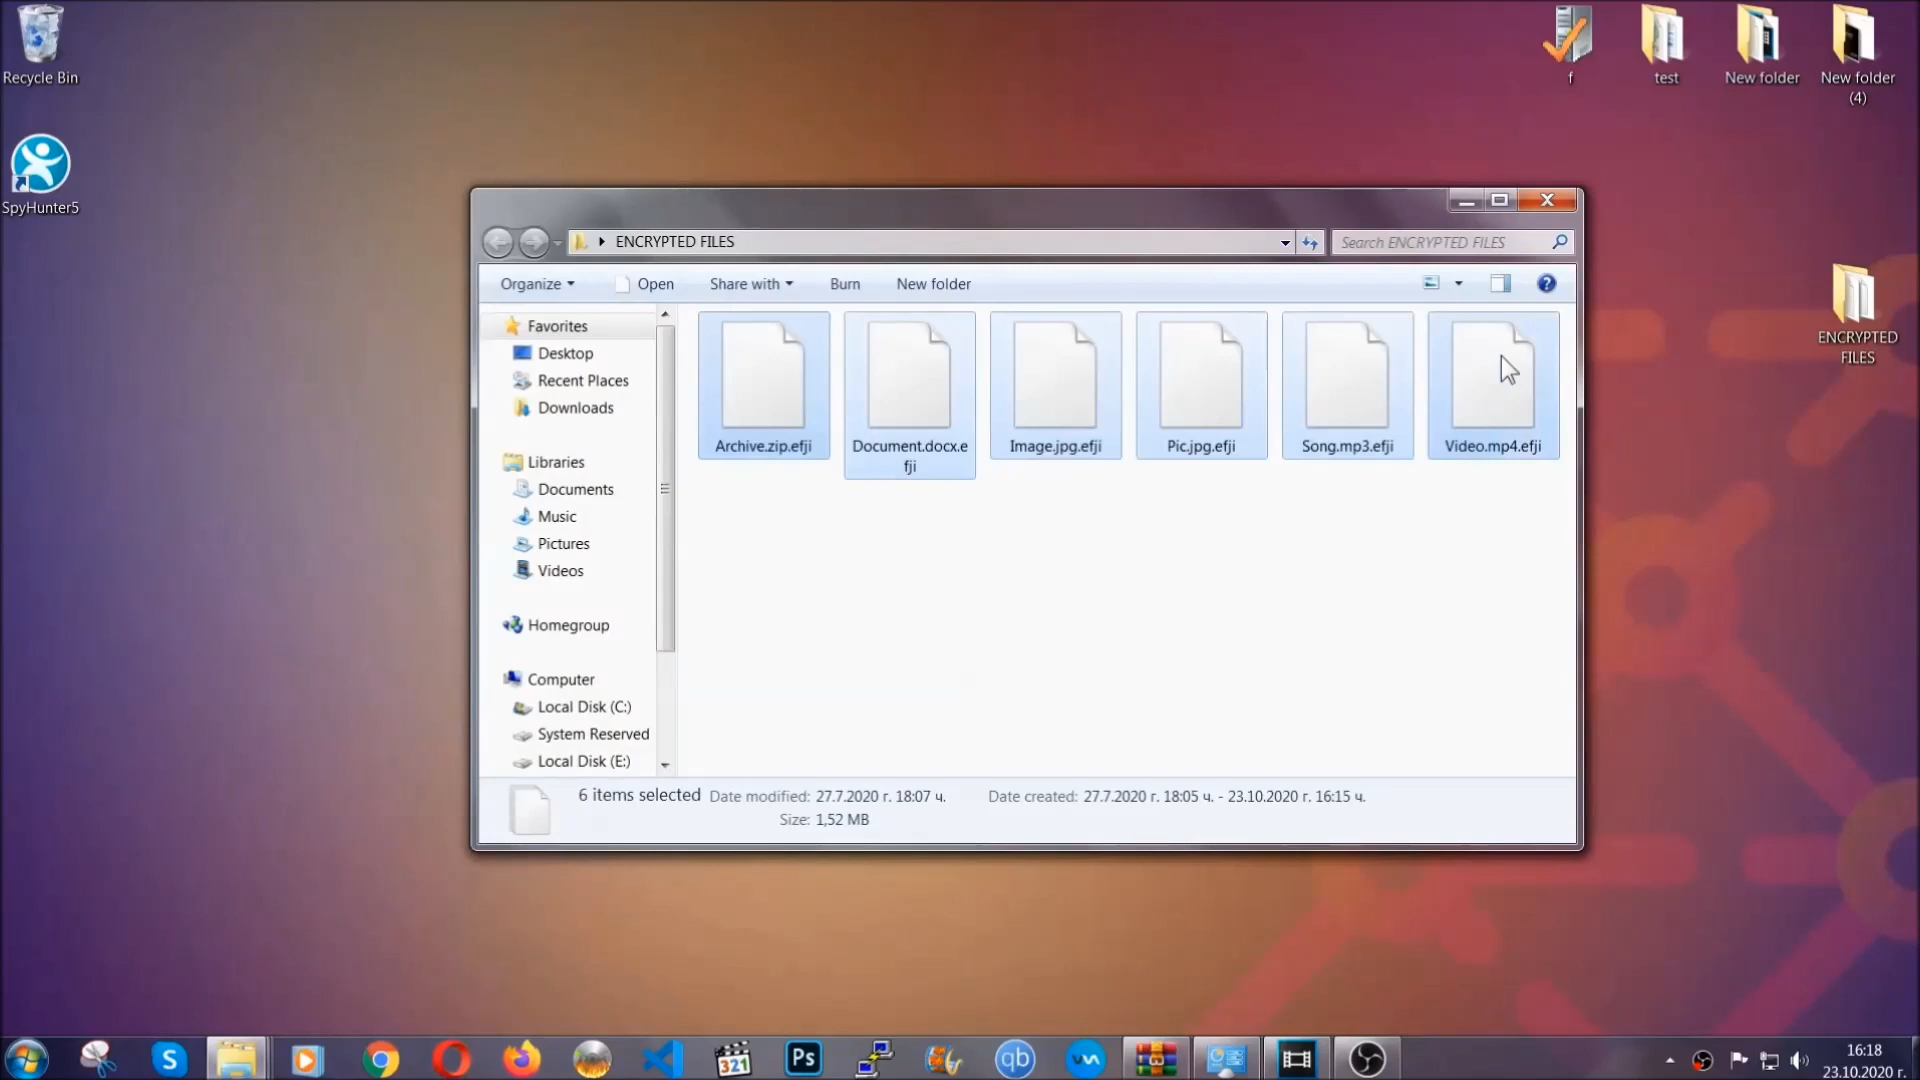 Recycle Bin
SpyHunter5
f
test
New folder
New folder
(4)
ENCRYPTED
FILES
ENCRYPTED FILES
Search ENCRYPTED FILES
Organize Open Share with Burn New folder
Favorites
Desktop
Recent Places
Downloads
Libraries
Documents
Music
Pictures
Videos
Homegroup
Computer
Local Disk (C:)
System Reserved
Local Disk (E:)
Archive.zip.efji
Document.docx.e
fji
Image.jpg.efji
Pic.jpg.efji
Song.mp3.efji
Video.mp4.efji
6 items selected Date modified: 27.7.2020 г. 18:07 ч. Date created: 27.7.2020 г. 18:05 ч. - 23.10.2020 г. 16:15 ч.
Size: 1,52 MB
S
321
Ps
qb
16:18
23.10.2020 г.